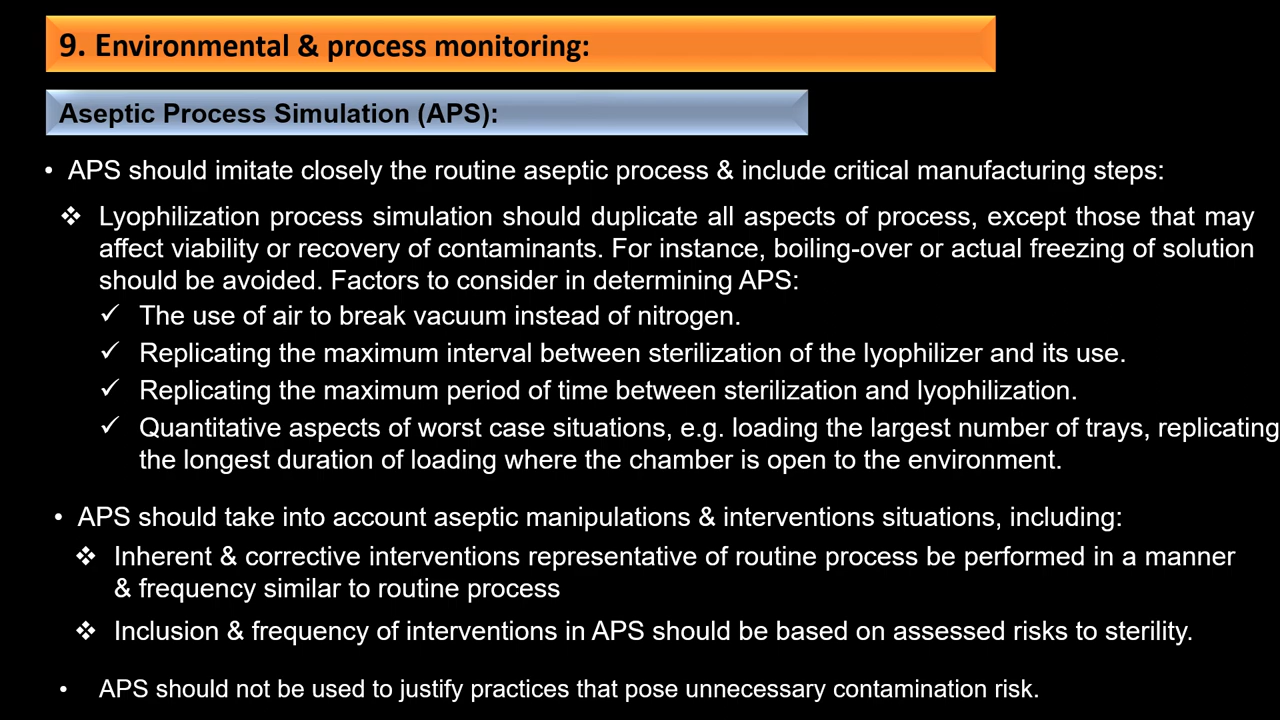 9. Environmental & process monitoring:
Aseptic Process Simulation (APS):
• APS should imitate closely the routine aseptic process & include critical manufacturing steps:
❖ Lyophilization process simulation should duplicate all aspects of process, except those that may
affect viability or recovery of contaminants. For instance, boiling-over or actual freezing of solution
should be avoided. Factors to consider in determining APS:
✓ The use of air to break vacuum instead of nitrogen.
✓ Replicating the maximum interval between sterilization of the lyophilizer and its use.
✓ Replicating the maximum period of time between sterilization and lyophilization.
✓ Quantitative aspects of worst case situations, e.g. loading the largest number of trays, replicating
the longest duration of loading where the chamber is open to the environment.
• APS should take into account aseptic manipulations & interventions situations, including:
❖ Inherent & corrective interventions representative of routine process be performed in a manner
& frequency similar to routine process
❖ Inclusion & frequency of interventions in APS should be based on assessed risks to sterility.
• APS should not be used to justify practices that pose unnecessary contamination risk.